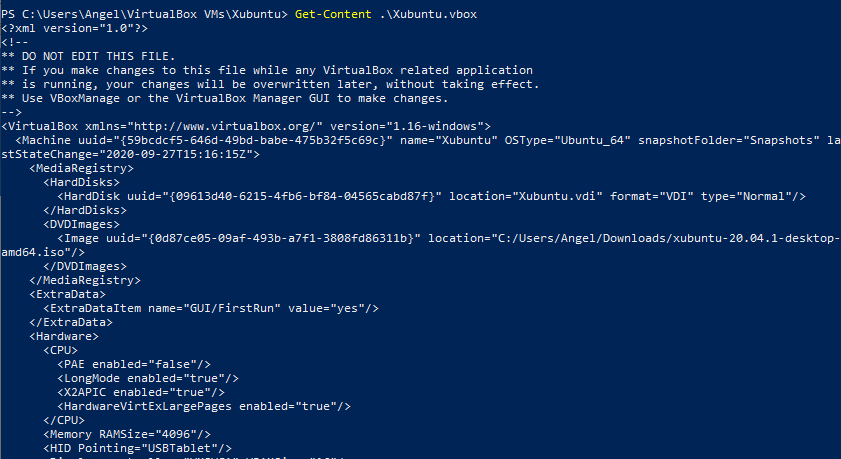 PS C:\Users\Angel\VirtualBox VMs\Xubuntu> Get-Content .\Xubuntu.vbox
<?xml version="1.0"?>
<!--
** DO NOT EDIT THIS FILE.
** If you make changes to this file while any VirtualBox related application
** is running, your changes will be overwritten later, without taking effect.
** Use VBoxManage or the VirtualBox Manager GUI to make changes.
-->
<VirtualBox xmlns="http://www.virtualbox.org/" version="1.16-windows">
  <Machine uuid="{59bcdcf5-646d-49bd-babe-475b32f5c69c}" name="Xubuntu" OSType="Ubuntu_64" snapshotFolder="Snapshots" la
stStateChange="2020-09-27T15:16:15Z">
    <MediaRegistry>
      <HardDisks>
        <HardDisk uuid="{09613d40-6215-4fb6-bf84-04565cabd87f}" location="Xubuntu.vdi" format="VDI" type="Normal"/>
      </HardDisks>
      <DVDImages>
        <Image uuid="{0d87ce05-09af-493b-a7f1-3808fd86311b}" location="C:/Users/Angel/Downloads/xubuntu-20.04.1-desktop-
amd64.iso"/>
      </DVDImages>
    </MediaRegistry>
    <ExtraData>
      <ExtraDataItem name="GUI/FirstRun" value="yes"/>
    </ExtraData>
    <Hardware>
      <CPU>
        <PAE enabled="false"/>
        <LongMode enabled="true"/>
        <X2APIC enabled="true"/>
        <HardwareVirtExLargePages enabled="true"/>
      </CPU>
      <Memory RAMSize="4096"/>
      <HID Pointing="USBTablet"/>